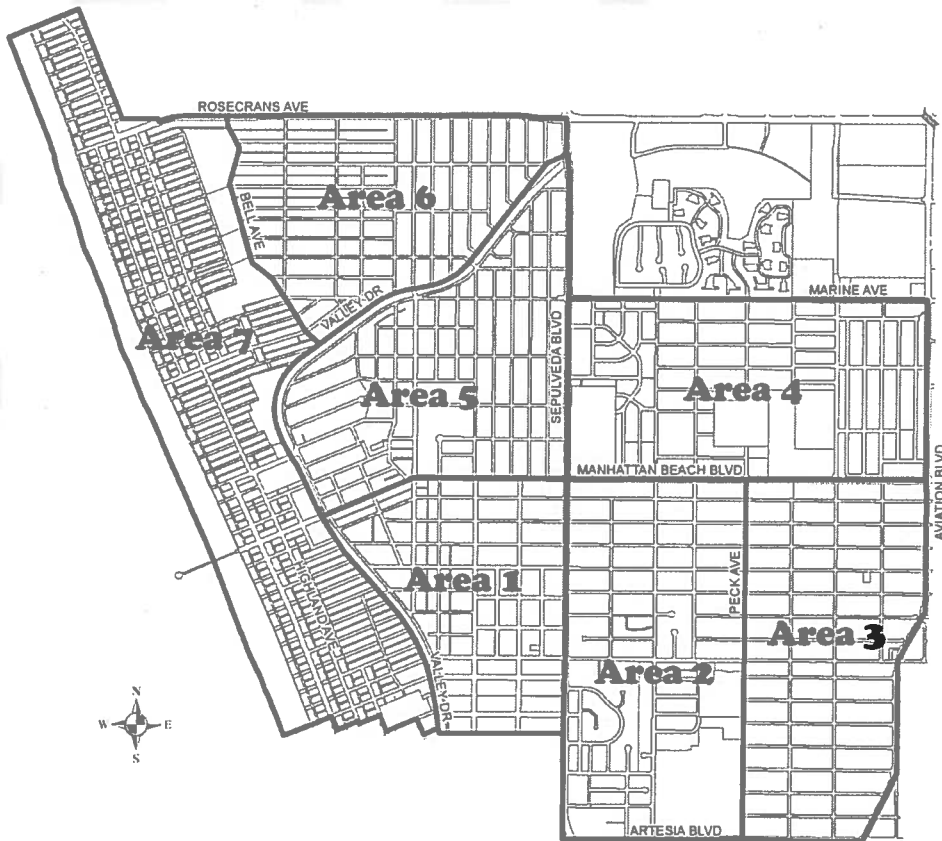 ROSECRANS AVE
Area 6
BELL AVE
VALLEY DR
MARINE AVE
Area 7
SEPULVEDA BLVD
Area 5
Area 4
MANHATTAN BEACH BLVD
AVIATION BLVD
HIGHLAND AVE
Area 1
PECK AVE
Area 3
VALLEY DR
Area 2
N
W
E
S
ARTESIA BLVD